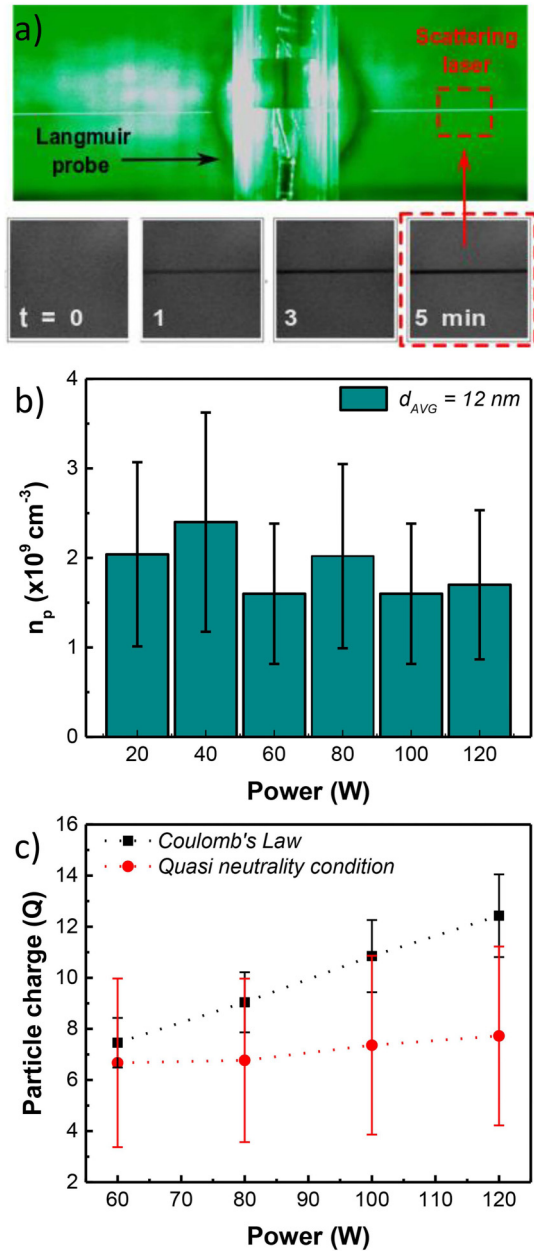 a)
Scattering
laser
Langmuir
probe
t = 0
1
3
5 min
b)
d_AVG = 12 nm
n_p (x10⁹ cm⁻³)
4
3
2
1
0
20 40 60 80 100 120
Power (W)
c)
Coulomb's Law
Quasi neutrality condition
Particle charge (Q)
16
14
12
10
8
6
4
2
60 70 80 90 100 110 120
Power (W)